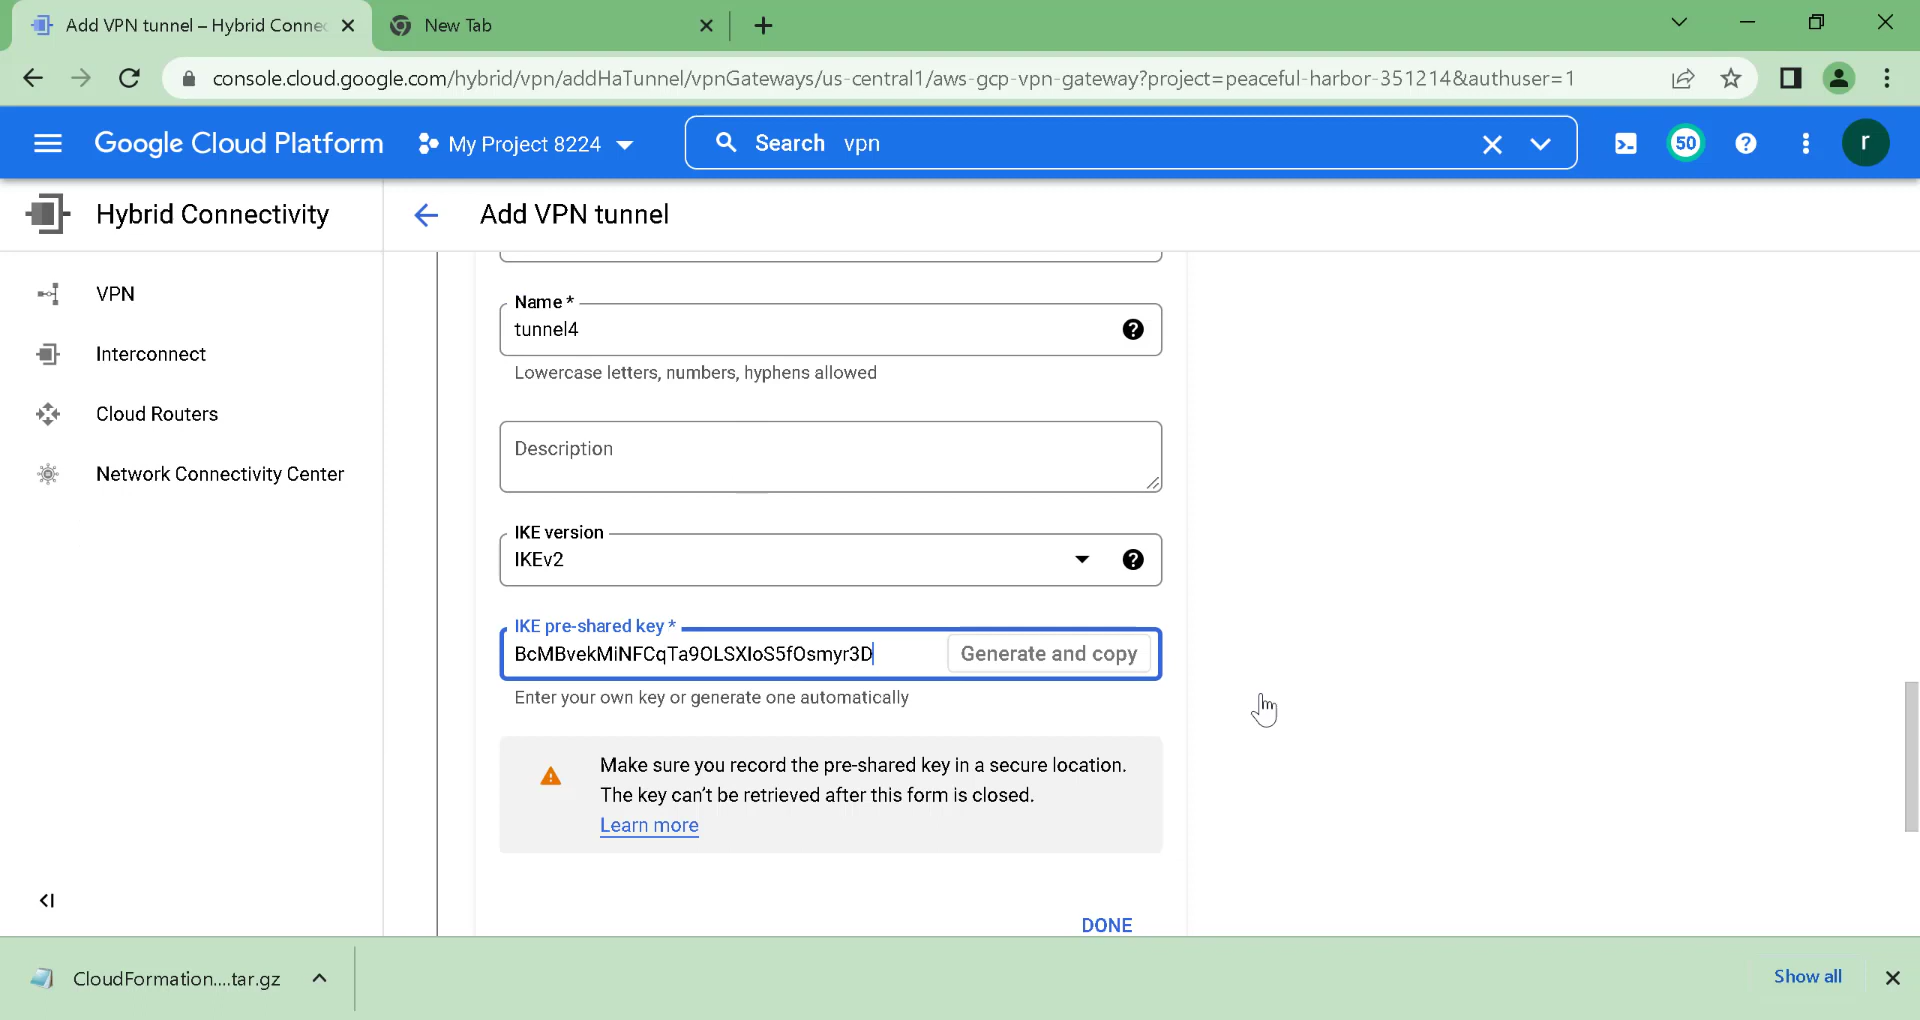 Add VPN tunnel – Hybrid Connec
New Tab
console.cloud.google.com/hybrid/vpn/addHaTunnel/vpnGateways/us-central1/aws-gcp-vpn-gateway?project=peaceful-harbor-351214&authuser=1
Google Cloud Platform
My Project 8224
Search vpn
50
r
Hybrid Connectivity
Add VPN tunnel
VPN
Interconnect
Cloud Routers
Network Connectivity Center
Name *
tunnel4
Lowercase letters, numbers, hyphens allowed
Description
IKE version
IKEv2
IKE pre-shared key *
BcMBvekMiNFCqTa9OLSXIoS5fOsmyr3D
Generate and copy
Enter your own key or generate one automatically
Make sure you record the pre-shared key in a secure location.
The key can't be retrieved after this form is closed.
Learn more
DONE
CloudFormation....tar.gz
Show all